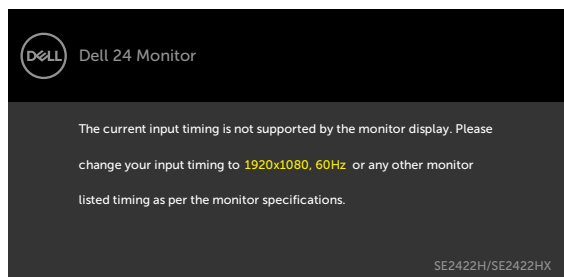 DELL Dell 24 Monitor
The current input timing is not supported by the monitor display. Please
change your input timing to 1920x1080, 60Hz or any other monitor
listed timing as per the monitor specifications.
SE2422H/SE2422HX